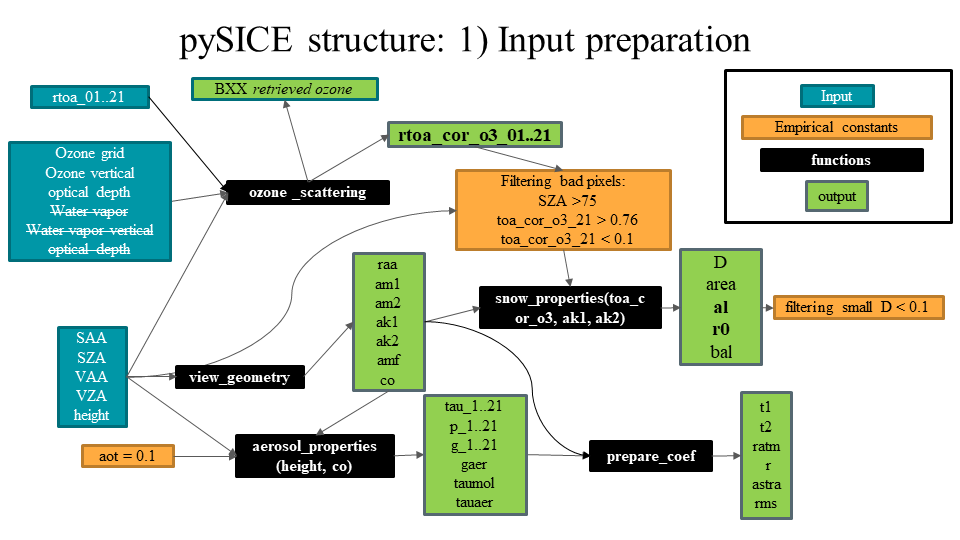 pySICE structure: 1) Input preparation
rtoa_01..21
BXX retrieved ozone
rtoa_cor_o3_01..21
Input
Empirical constants
functions
output
Ozone grid
Ozone vertical
optical depth
Water vapor
Water vapor vertical
optical depth
ozone _scattering
Filtering bad pixels:
SZA >75
toa_cor_o3_21 > 0.76
toa_cor_o3_21 < 0.1
raa
am1
am2
ak1
ak2
amf
co
snow_properties(toa_c
or_o3, ak1, ak2)
D
area
al
r0
bal
filtering small D < 0.1
SAA
SZA
VAA
VZA
height
view_geometry
aot = 0.1
aerosol_properties
(height, co)
tau_1..21
p_1..21
g_1..21
gaer
taumol
tauaer
prepare_coef
t1
t2
ratm
r
astra
rms